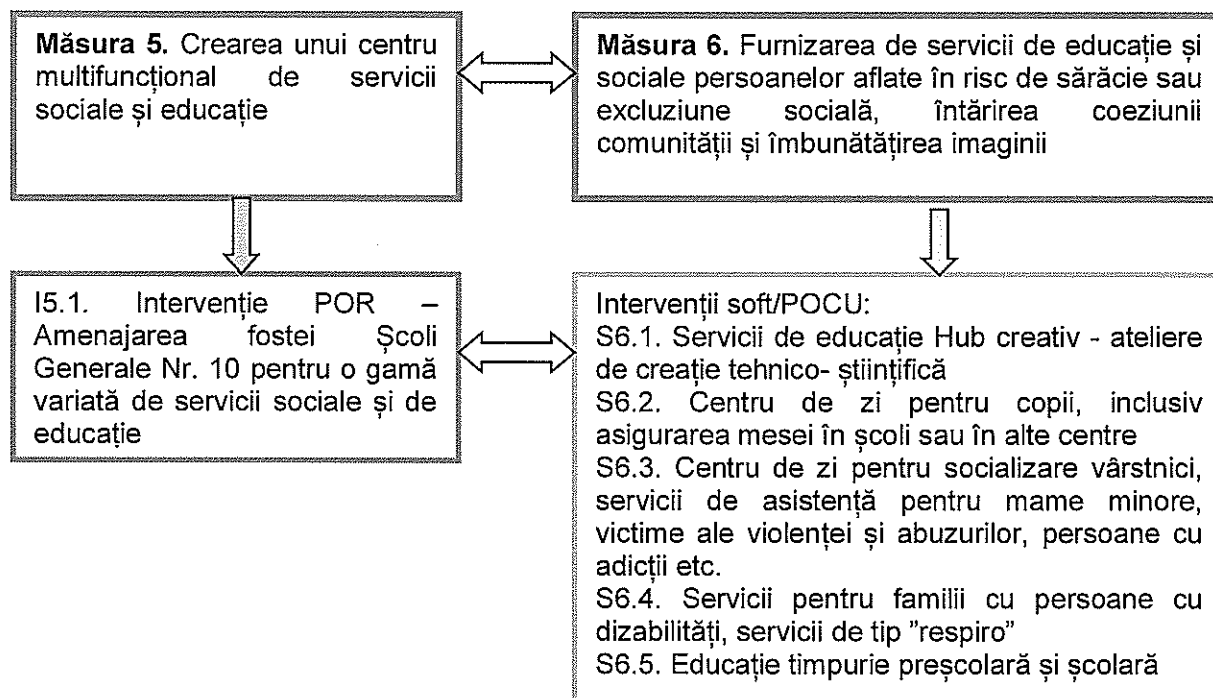 Măsura 5. Crearea unui centru
multifuncțional de servicii
sociale și educație
Măsura 6. Furnizarea de servicii de educație și
sociale persoanelor aflate în risc de sărăcie sau
excluziune socială, întărirea coeziunii
comunității și îmbunătățirea imaginii
I5.1. Intervenție POR –
Amenajarea fostei Școli
Generale Nr. 10 pentru o gamă
variată de servicii sociale și de
educație
Intervenții soft/POCU:
S6.1. Servicii de educație Hub creativ - ateliere
de creație tehnico- științifică
S6.2. Centru de zi pentru copii, inclusiv
asigurarea mesei în școli sau în alte centre
S6.3. Centru de zi pentru socializare vârstnici,
servicii de asistență pentru mame minore,
victime ale violenței și abuzurilor, persoane cu
adicții etc.
S6.4. Servicii pentru familii cu persoane cu
dizabilități, servicii de tip ”respiro”
S6.5. Educație timpurie preșcolară și școlară